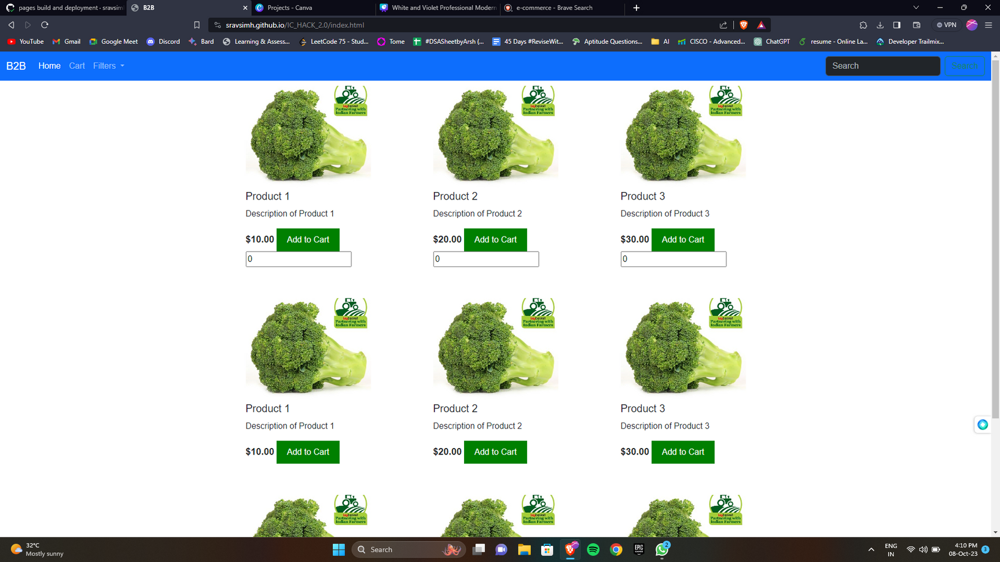 pages build and deployment · sravsiml
B2B
Projects - Canva
White and Violet Professional Modern
e-commerce - Brave Search
sravsimh.github.io/IC_HACK_2.0/index.html
VPN
YouTube
Gmail
Google Meet
Discord
Bard
Learning & Assess...
LeetCode 75 - Stud...
Tome
#DSASheetbyArsh (...
45 Days #ReviseWit...
Aptitude Questions...
AI
CISCO - Advanced...
ChatGPT
resume - Online La...
Developer Trailmix...
B2B
Home
Cart
Filters
Search
Search
bigbasket
Partnering with
Indian Farmers
bigbasket
Partnering with
Indian Farmers
bigbasket
Partnering with
Indian Farmers
Product 1
Product 2
Product 3
Description of Product 1
Description of Product 2
Description of Product 3
$10.00 Add to Cart
$20.00 Add to Cart
$30.00 Add to Cart
0
0
0
bigbasket
Partnering with
Indian Farmers
bigbasket
Partnering with
Indian Farmers
bigbasket
Partnering with
Indian Farmers
Product 1
Product 2
Product 3
Description of Product 1
Description of Product 2
Description of Product 3
$10.00 Add to Cart
$20.00 Add to Cart
$30.00 Add to Cart
bigbasket
Partnering with
Indian Farmers
bigbasket
Partnering with
Indian Farmers
bigbasket
Partnering with
Indian Farmers
32°C
Mostly sunny
Search
EPIC
GAMES
2
ENG
IN
4:10 PM
08-Oct-23
3